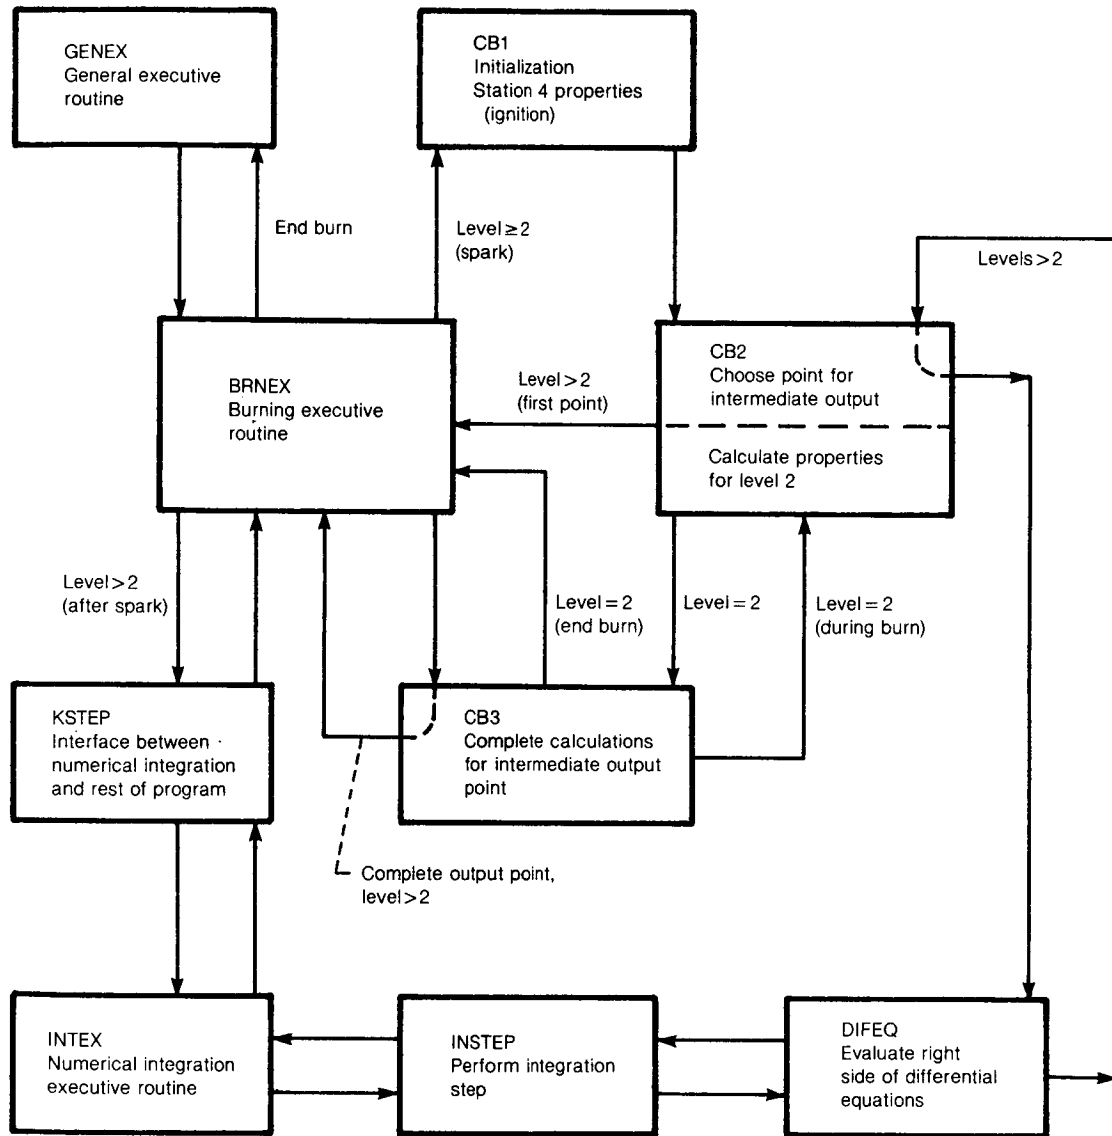 GENEX
General executive
routine
CB1
Initialization
Station 4 properties
(ignition)
End burn
Level≥2
(spark)
Levels>2
BRNEX
Burning executive
routine
Level>2
(first point)
CB2
Choose point for
intermediate output
Calculate properties
for level 2
Level>2
(after spark)
Level=2
(end burn)
Level=2
Level=2
(during burn)
KSTEP
Interface between
numerical integration
and rest of program
CB3
Complete calculations
for intermediate output
point
Complete output point,
level>2
INTEX
Numerical integration
executive routine
INSTEP
Perform integration
step
DIFEQ
Evaluate right
side of differential
equations